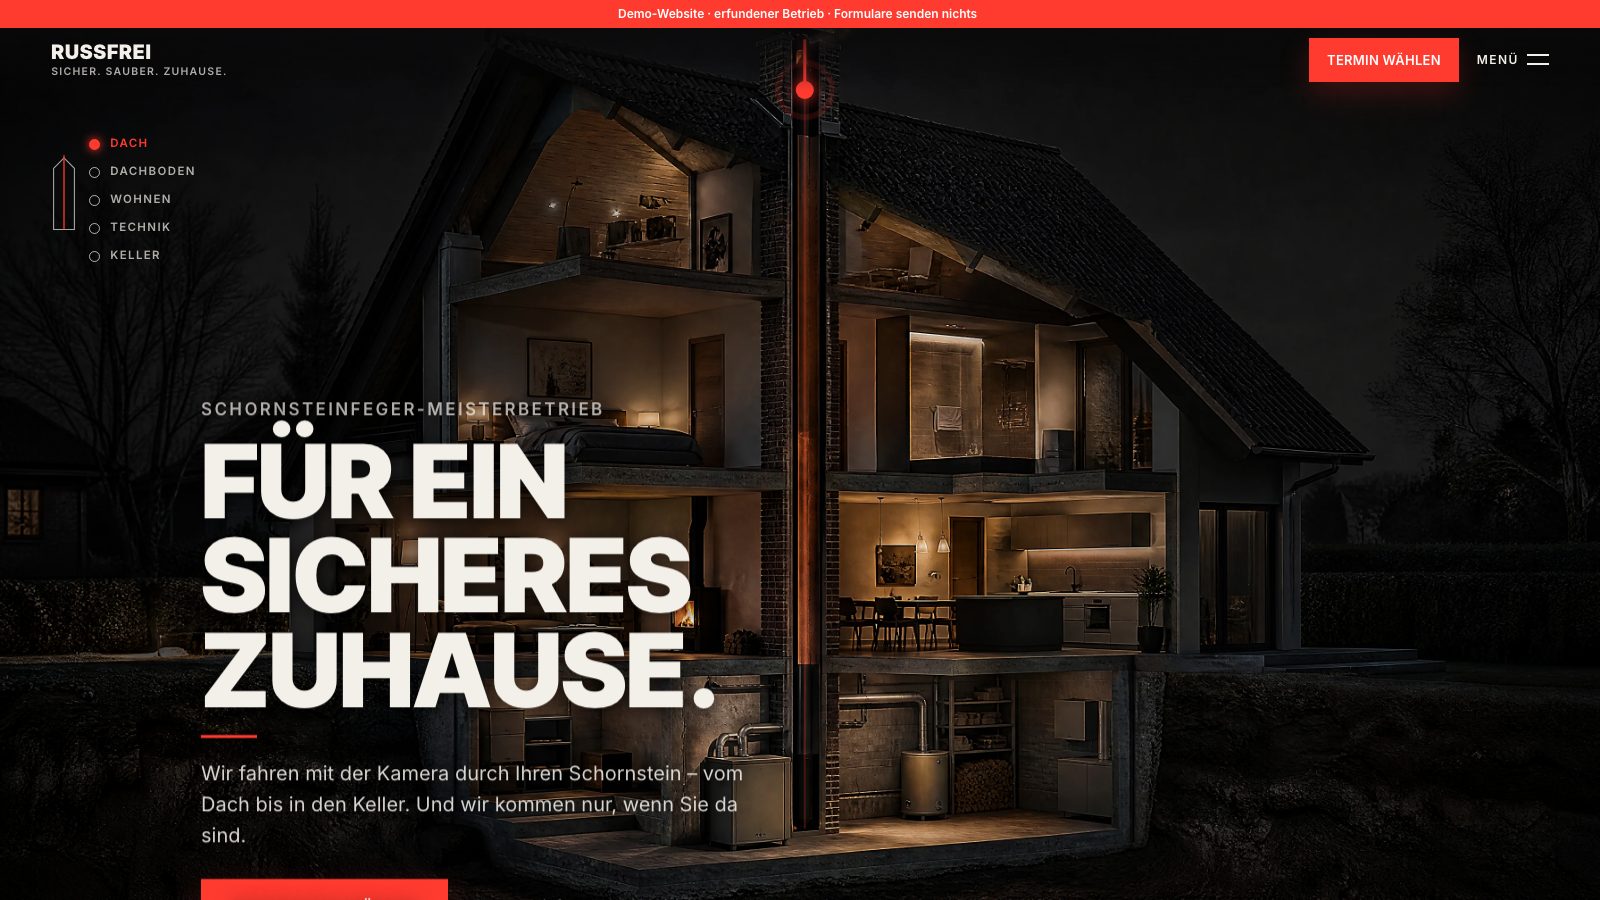 Demo-Website · erfundener Betrieb · Formulare senden nichts
RUSSFREI
SICHER. SAUBER. ZUHAUSE.
TERMIN WÄHLEN
MENÜ
DACH
DACHBODEN
WOHNEN
TECHNIK
KELLER
SCHORNSTEINFEGER-MEISTERBETRIEB
FÜR EIN
SICHERES
ZUHAUSE.
Wir fahren mit der Kamera durch Ihren Schornstein – vom
Dach bis in den Keller. Und wir kommen nur, wenn Sie da
sind.